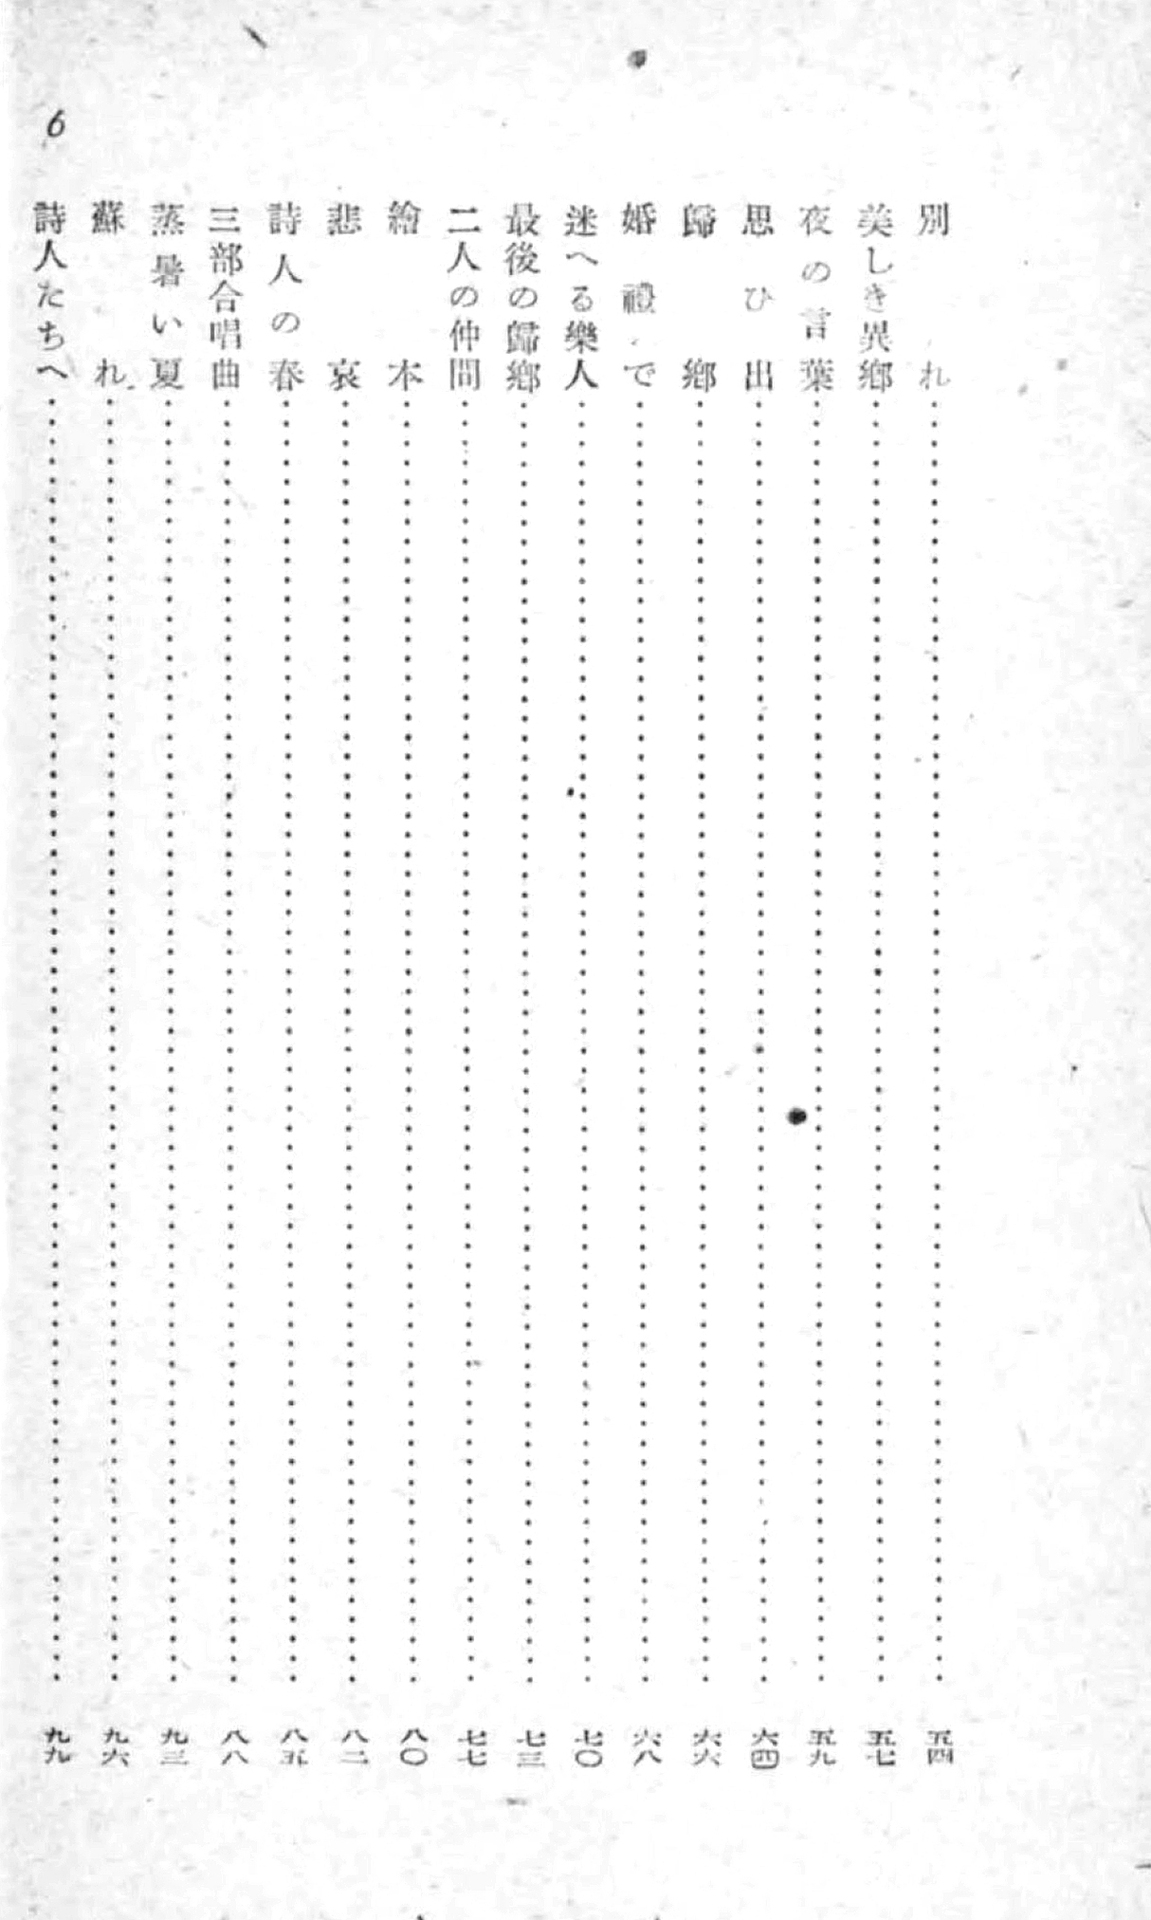 6
別れ……五四
美しき異鄕……五七
夜の言葉……五九
思ひ出……六四
歸鄕……六六
婚禮で……六八
迷へる樂人……七〇
最後の歸鄕……七三
二人の仲間……七七
繪本……八〇
悲哀……八二
詩人の春……八五
三部合唱曲……八八
蒸暑い夏……九三
蘇れ……九六
詩人たちへ……九九